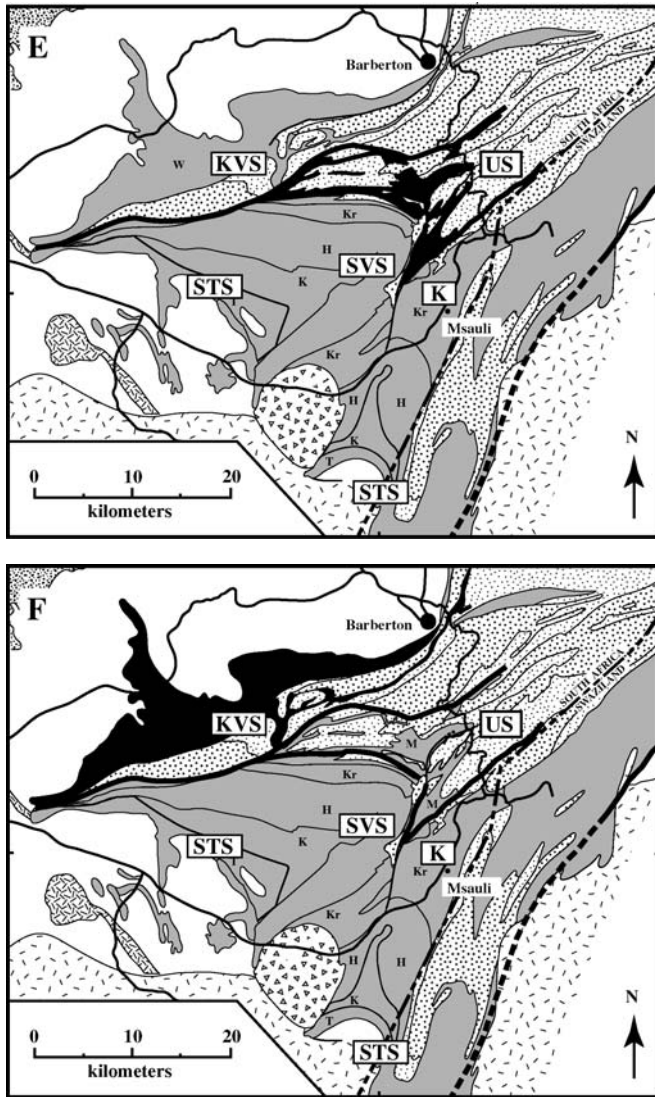 E
Barberton
SOUTH AFRICA
SWAZILAND
W
KVS
US
Kr
H
SVS
K
STS
K
Kr
Msauli
Kr
H
H
K
T
STS
N
0 10 20
kilometers
F
Barberton
SOUTH AFRICA
SWAZILAND
KVS
US
M
Kr
H
SVS
M
K
STS
K
Kr
Msauli
Kr
H
H
K
T
STS
N
0 10 20
kilometers